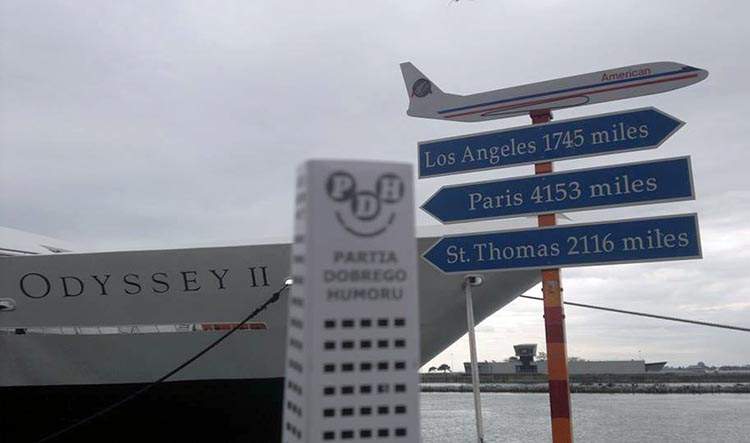 American
Los Angeles 1745 miles
Paris 4153 miles
St. Thomas 2116 miles
ODYSSEY II
PDH
PARTIA
DOBREGO
HUMORU